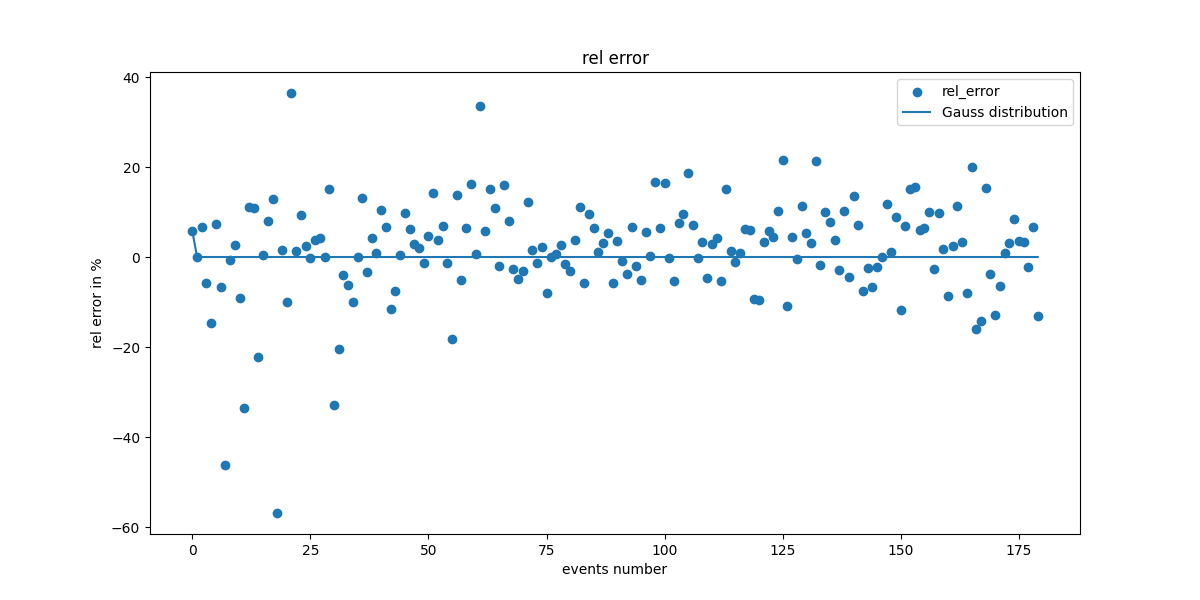 rel error
rel_error
Gauss distribution
40
20
0
−20
−40
−60
rel error in %
0 25 50 75 100 125 150 175
events number